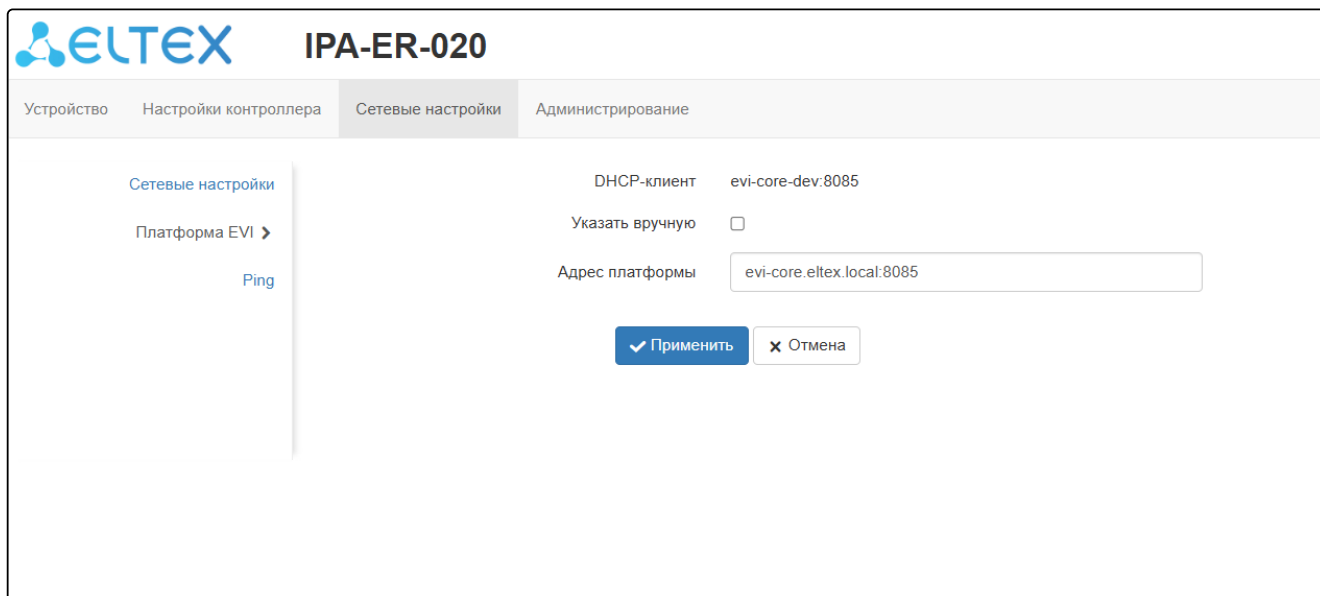 ELTEX IPA-ER-020
Устройство Настройки контроллера Сетевые настройки Администрирование
Сетевые настройки
Платформа EVI
Ping
DHCP-клиент evi-core-dev:8085
Указать вручную
Адрес платформы evi-core.eltex.local:8085
Применить Отмена